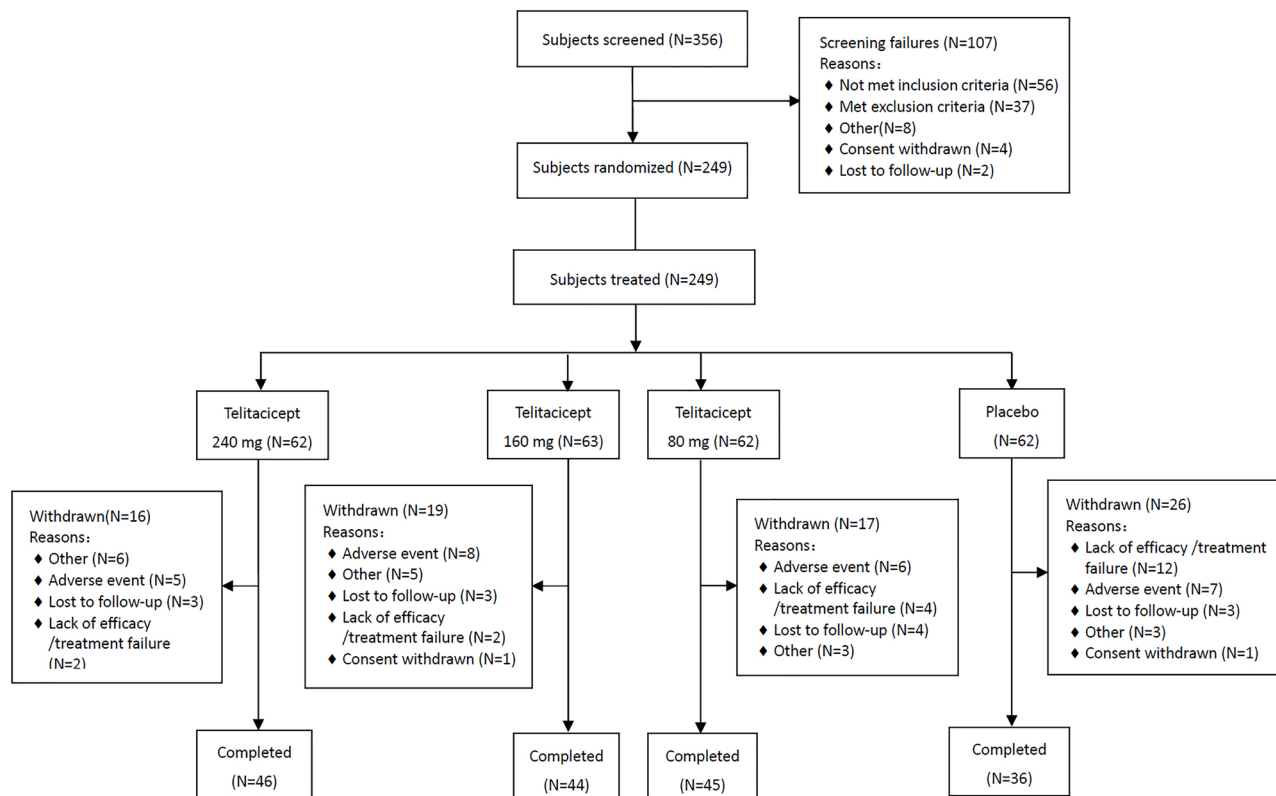 Subjects screened (N=356)
Screening failures (N=107)
Reasons：
♦ Not met inclusion criteria (N=56)
♦ Met exclusion criteria (N=37)
♦ Other(N=8)
♦ Consent withdrawn (N=4)
♦ Lost to follow-up (N=2)
Subjects randomized (N=249)
Subjects treated (N=249)
Telitacicept
240 mg (N=62)
Telitacicept
160 mg (N=63)
Telitacicept
80 mg (N=62)
Placebo
(N=62)
Withdrawn(N=16)
Reasons：
♦ Other (N=6)
♦ Adverse event (N=5)
♦ Lost to follow-up (N=3)
♦ Lack of efficacy
/treatment failure
(N=2)
Withdrawn (N=19)
Reasons：
♦ Adverse event (N=8)
♦ Other (N=5)
♦ Lost to follow-up (N=3)
♦ Lack of efficacy
/treatment failure (N=2)
♦ Consent withdrawn (N=1)
Withdrawn (N=17)
Reasons：
♦ Adverse event (N=6)
♦ Lack of efficacy
/treatment failure (N=4)
♦ Lost to follow-up (N=4)
♦ Other (N=3)
Withdrawn (N=26)
Reasons：
♦ Lack of efficacy /treatment
failure (N=12)
♦ Adverse event (N=7)
♦ Lost to follow-up (N=3)
♦ Other (N=3)
♦ Consent withdrawn (N=1)
Completed
(N=46)
Completed
(N=44)
Completed
(N=45)
Completed
(N=36)